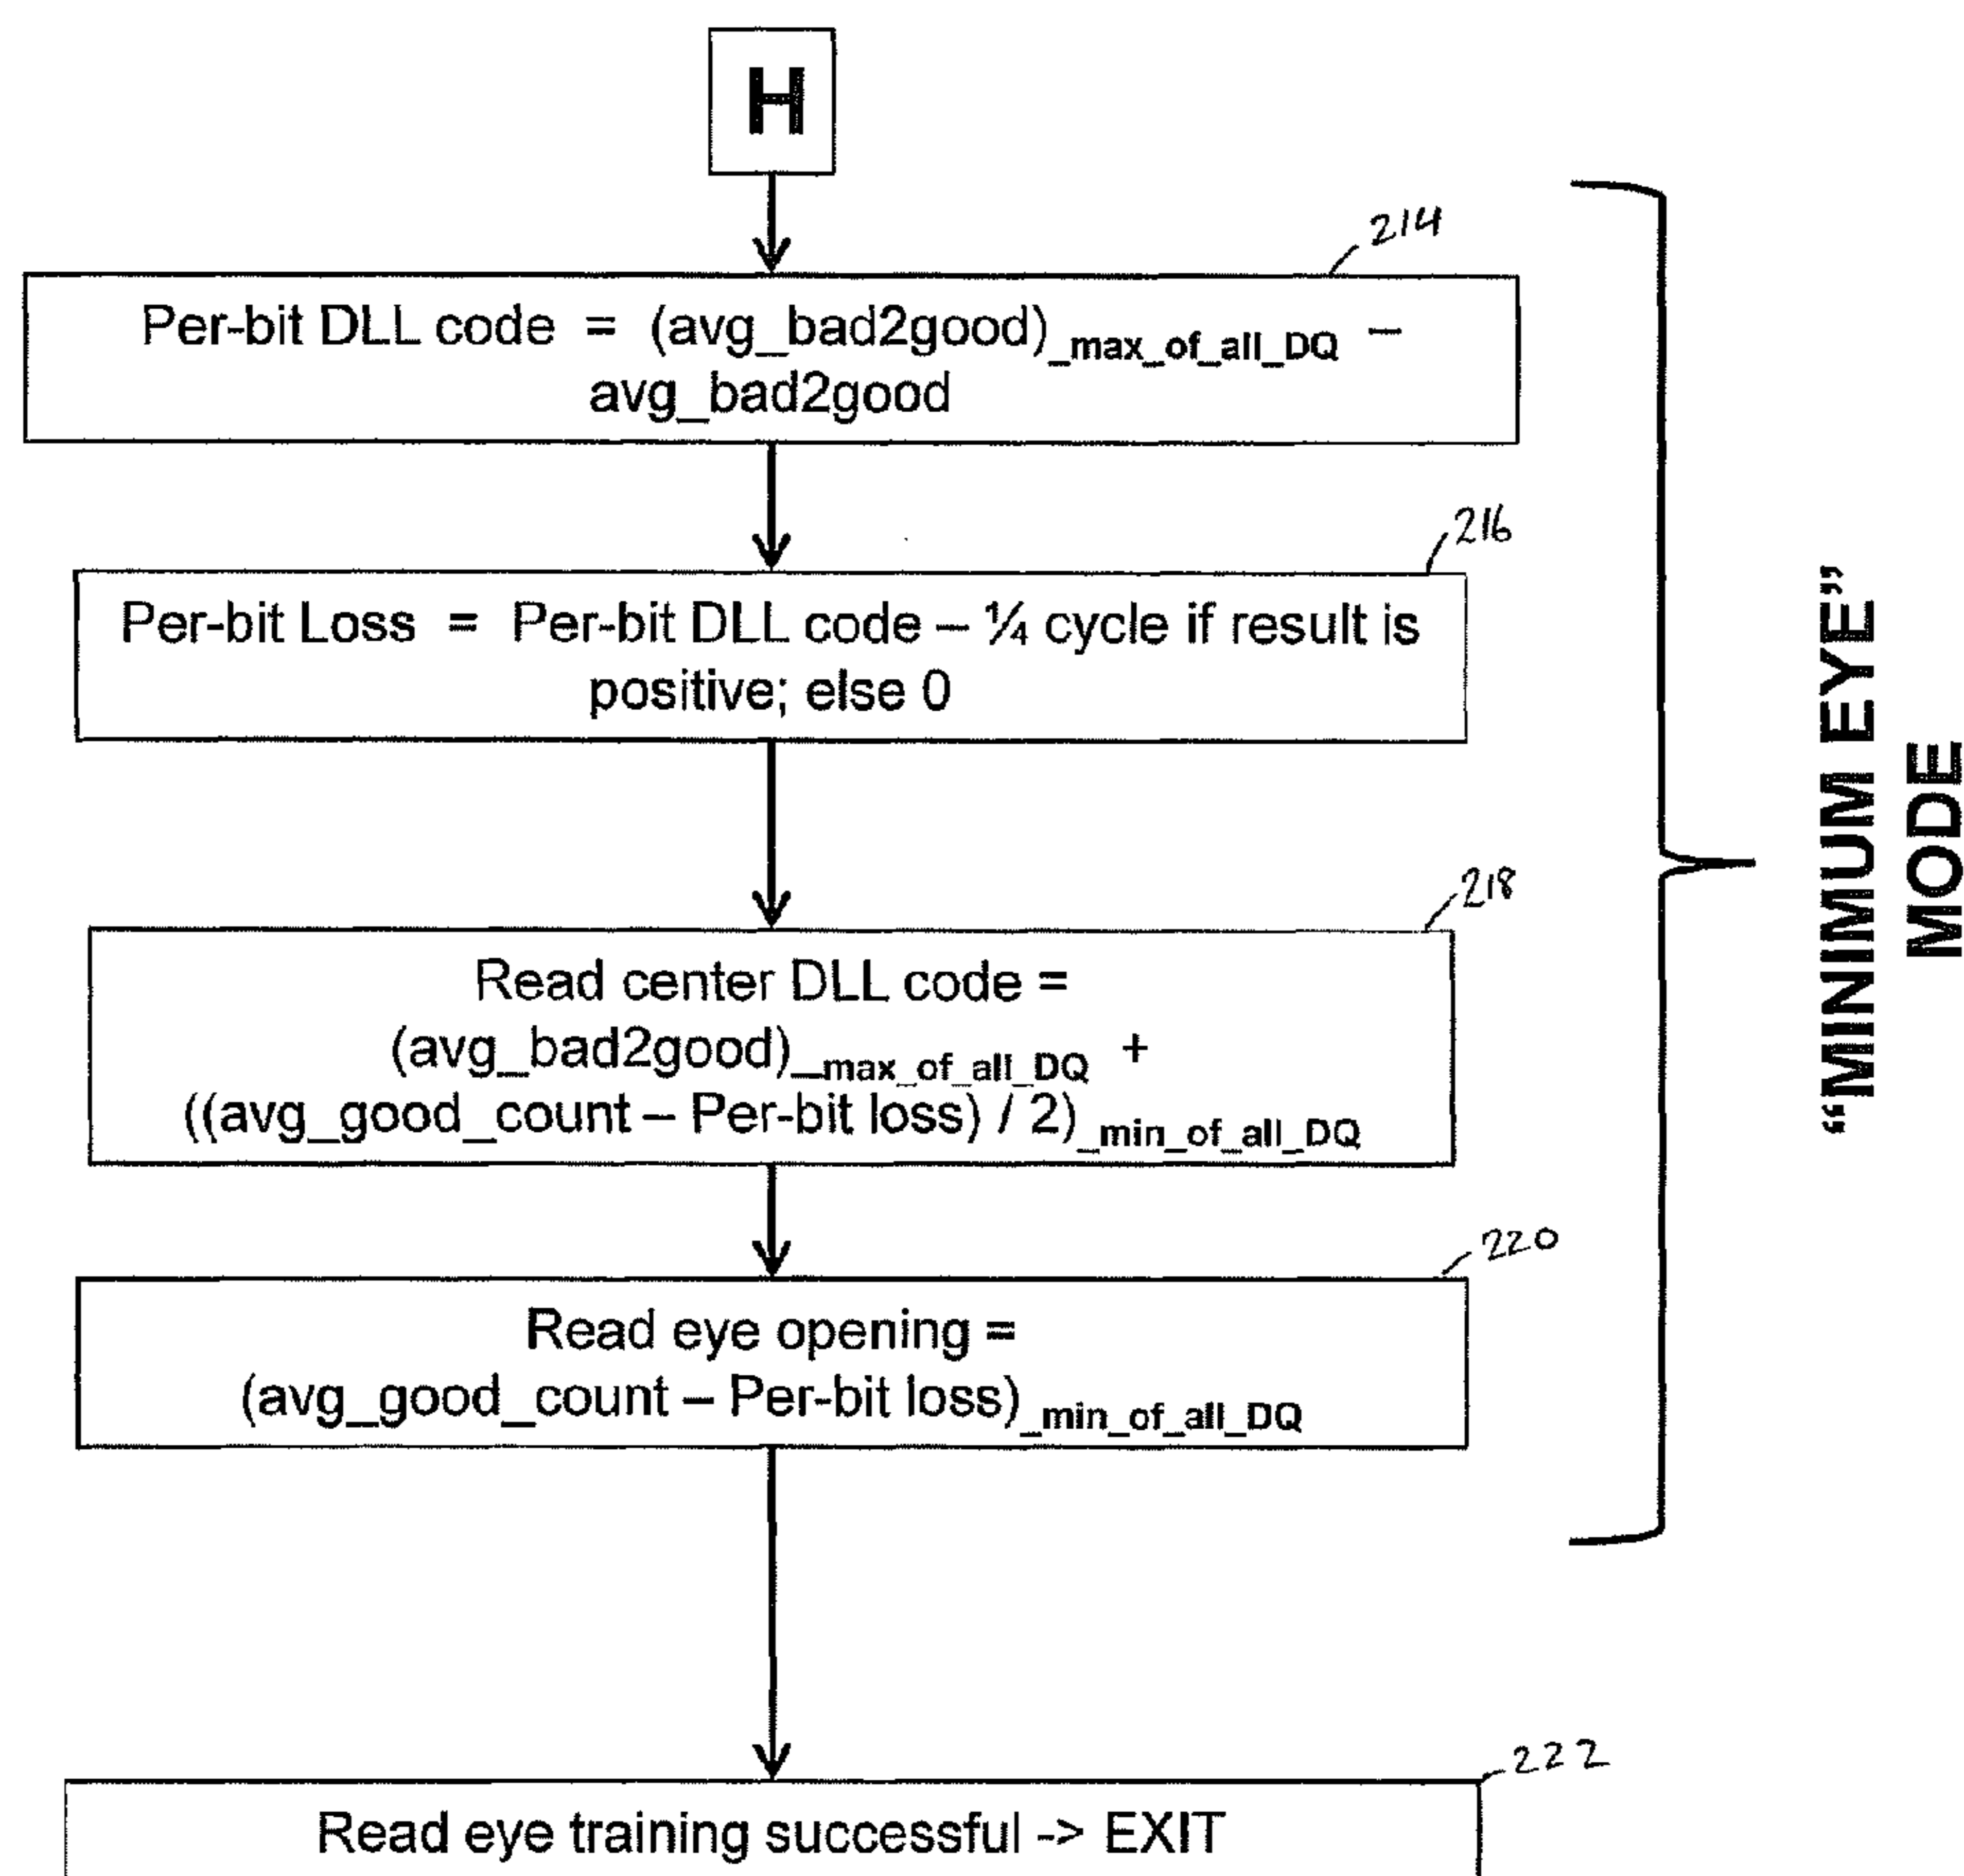 H
214
Per-bit DLL code = (avg_bad2good)_max_of_all_DQ –
avg_bad2good
216
Per-bit Loss = Per-bit DLL code – ¼ cycle if result is
positive; else 0
218
Read center DLL code =
(avg_bad2good)_max_of_all_DQ +
((avg_good_count – Per-bit loss) / 2)_min_of_all_DQ
220
Read eye opening =
(avg_good_count – Per-bit loss)_min_of_all_DQ
222
Read eye training successful -> EXIT
“MINIMUM EYE”
MODE